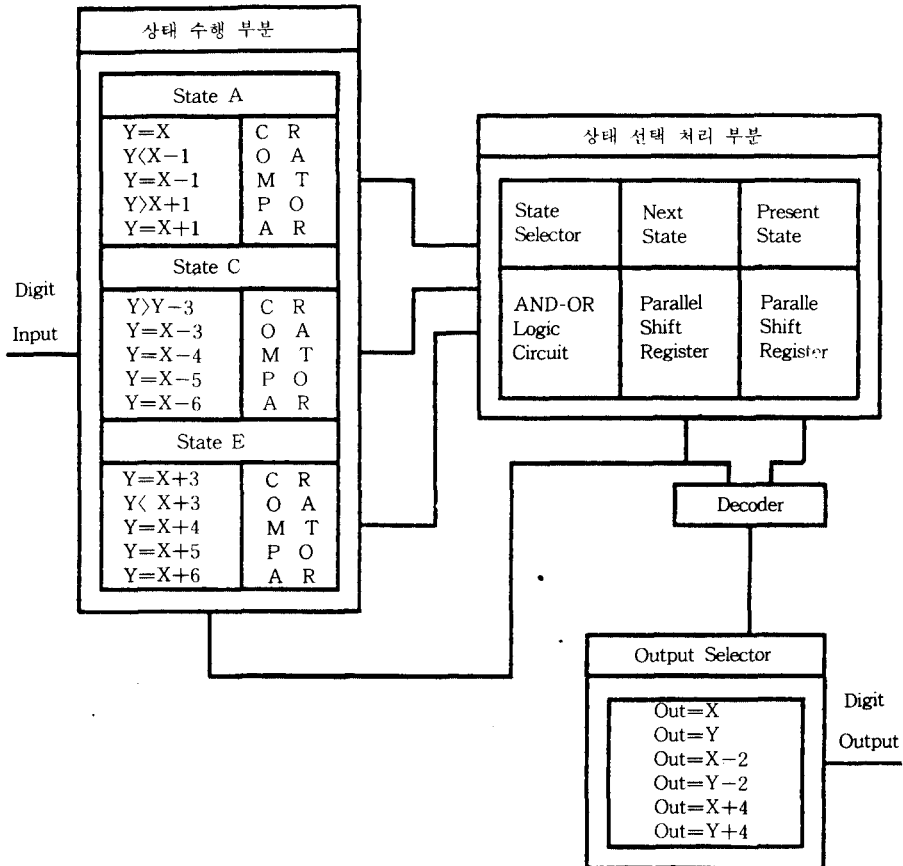 상태 수행 부분
State A
Y=X
Y<X-1
Y=X-1
Y>X+1
Y=X+1
C R
O A
M T
P O
A R
State C
Y>Y-3
Y=X-3
Y=X-4
Y=X-5
Y=X-6
C R
O A
M T
P O
A R
State E
Y=X+3
Y< X+3
Y=X+4
Y=X+5
Y=X+6
C R
O A
M T
P O
A R
Digit
Input
상태 선택 처리 부분
State
Selector
Next
State
Present
State
AND-OR
Logic
Circuit
Parallel
Shift
Register
Paralle
Shift
Register
Decoder
Output Selector
Out=X
Out=Y
Out=X-2
Out=Y-2
Out=X+4
Out=Y+4
Digit
Output